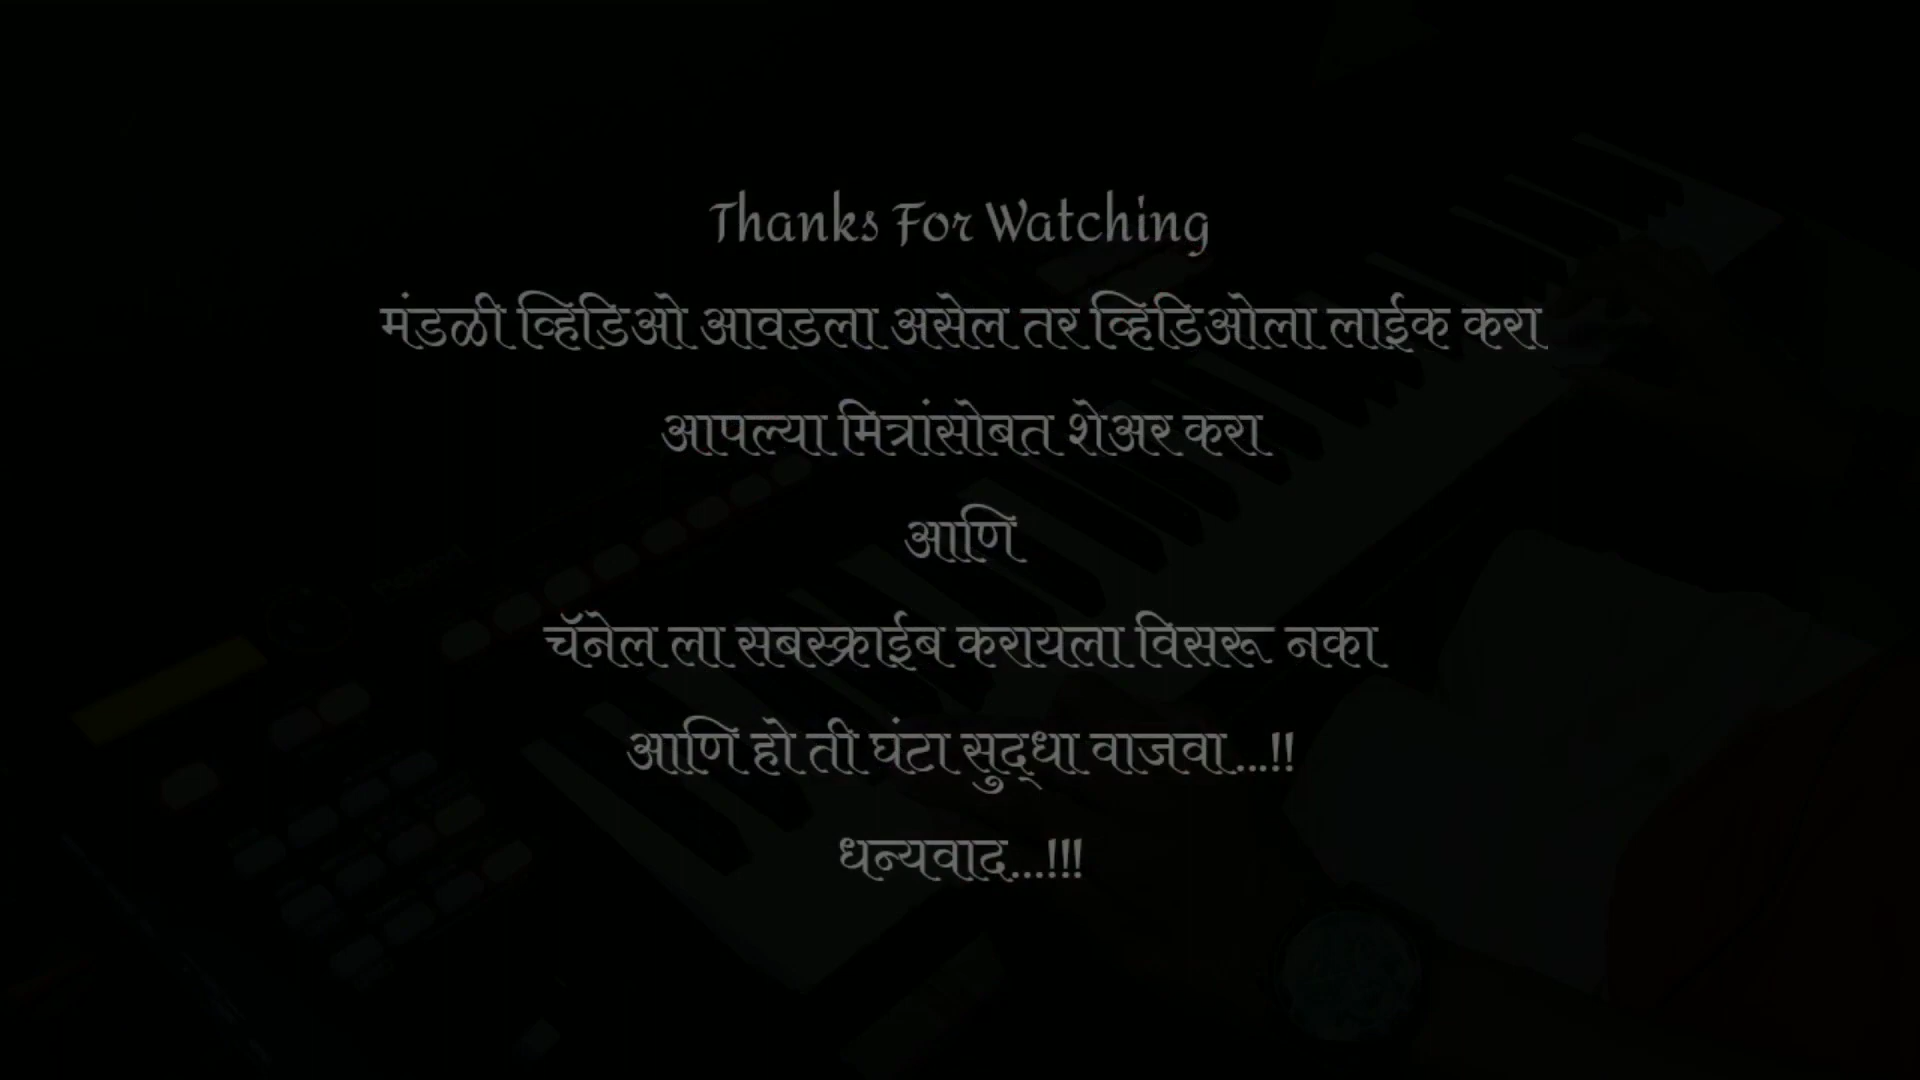 Thanks For Watching
मंडळी व्हिडिओ आवडला असेल तर व्हिडिओला लाईक करा
आपल्या मित्रांसोबत शेअर करा
आणि
चॅनेल ला सबस्क्राईब करायला विसरू नका
आणि हो ती घंटा सुद्धा वाजवा...!!
धन्यवाद...!!!